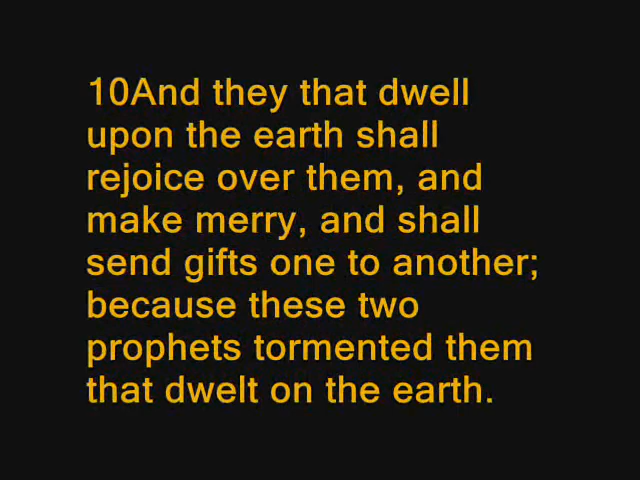 10And they that dwell
upon the earth shall
rejoice over them, and
make merry, and shall
send gifts one to another;
because these two
prophets tormented them
that dwelt on the earth.